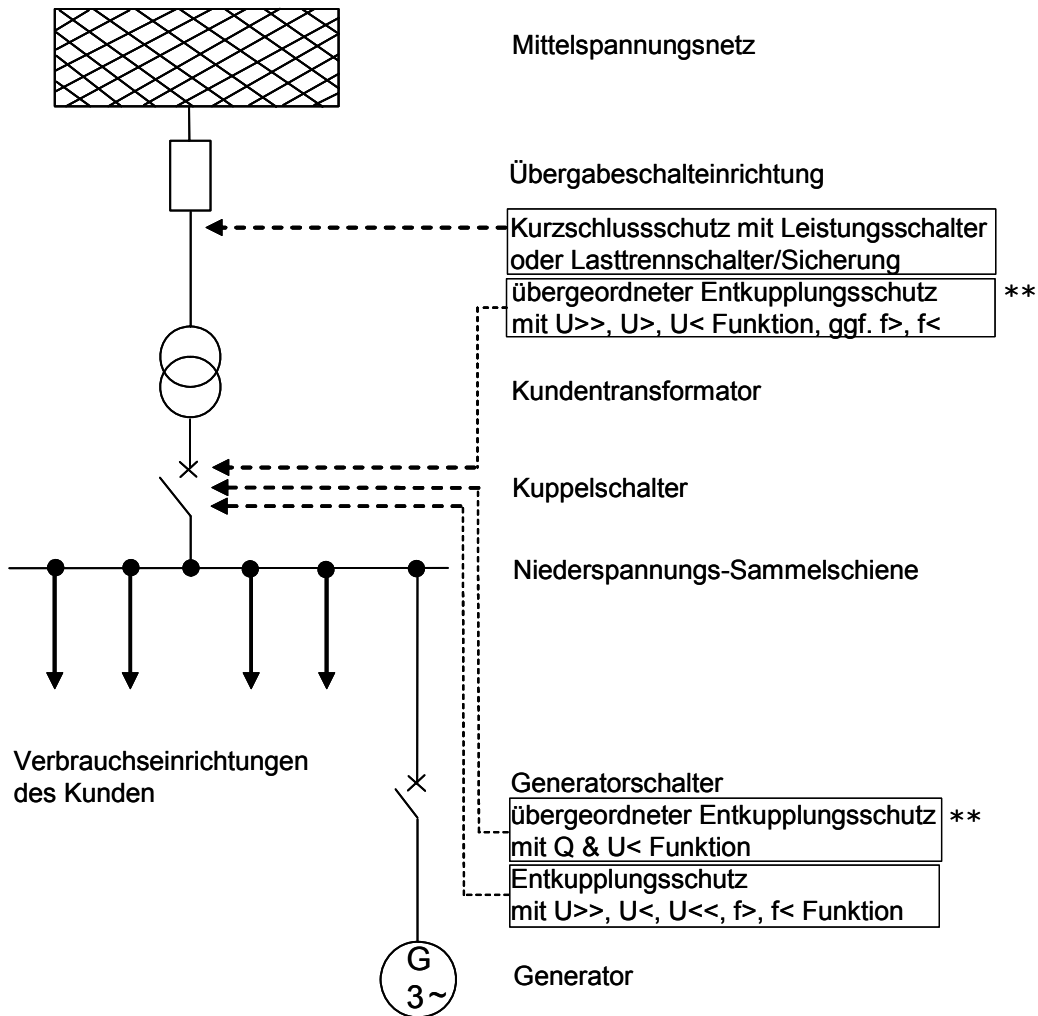 Mittelspannungsnetz
Übergabeschalteinrichtung
Kurzschlussschutz mit Leistungsschalter
oder Lasttrennschalter/Sicherung
übergeordneter Entkupplungsschutz **
mit U>>, U>, U< Funktion, ggf. f>, f<
Kundentransformator
Kuppelschalter
Niederspannungs-Sammelschiene
Verbrauchseinrichtungen
des Kunden
Generatorschalter
übergeordneter Entkupplungsschutz **
mit Q & U< Funktion
Entkupplungsschutz
mit U>>, U<, U<<, f>, f< Funktion
G
3~
Generator